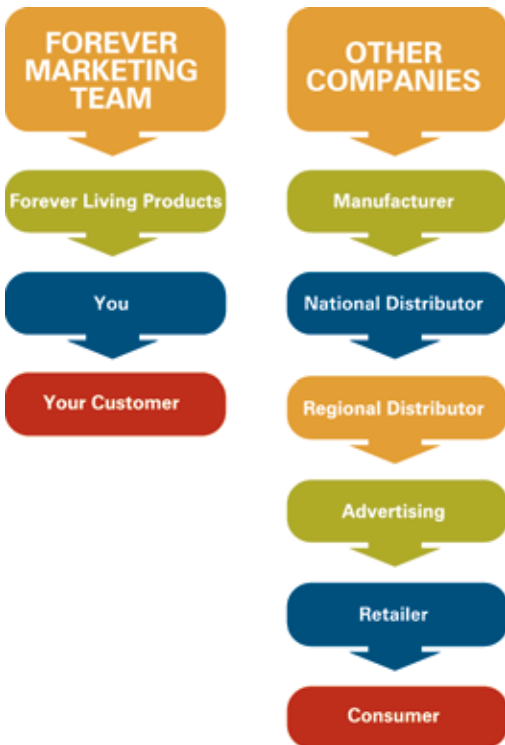 FOREVER
MARKETING
TEAM
Forever Living Products
You
Your Customer
OTHER
COMPANIES
Manufacturer
National Distributor
Regional Distributor
Advertising
Retailer
Consumer